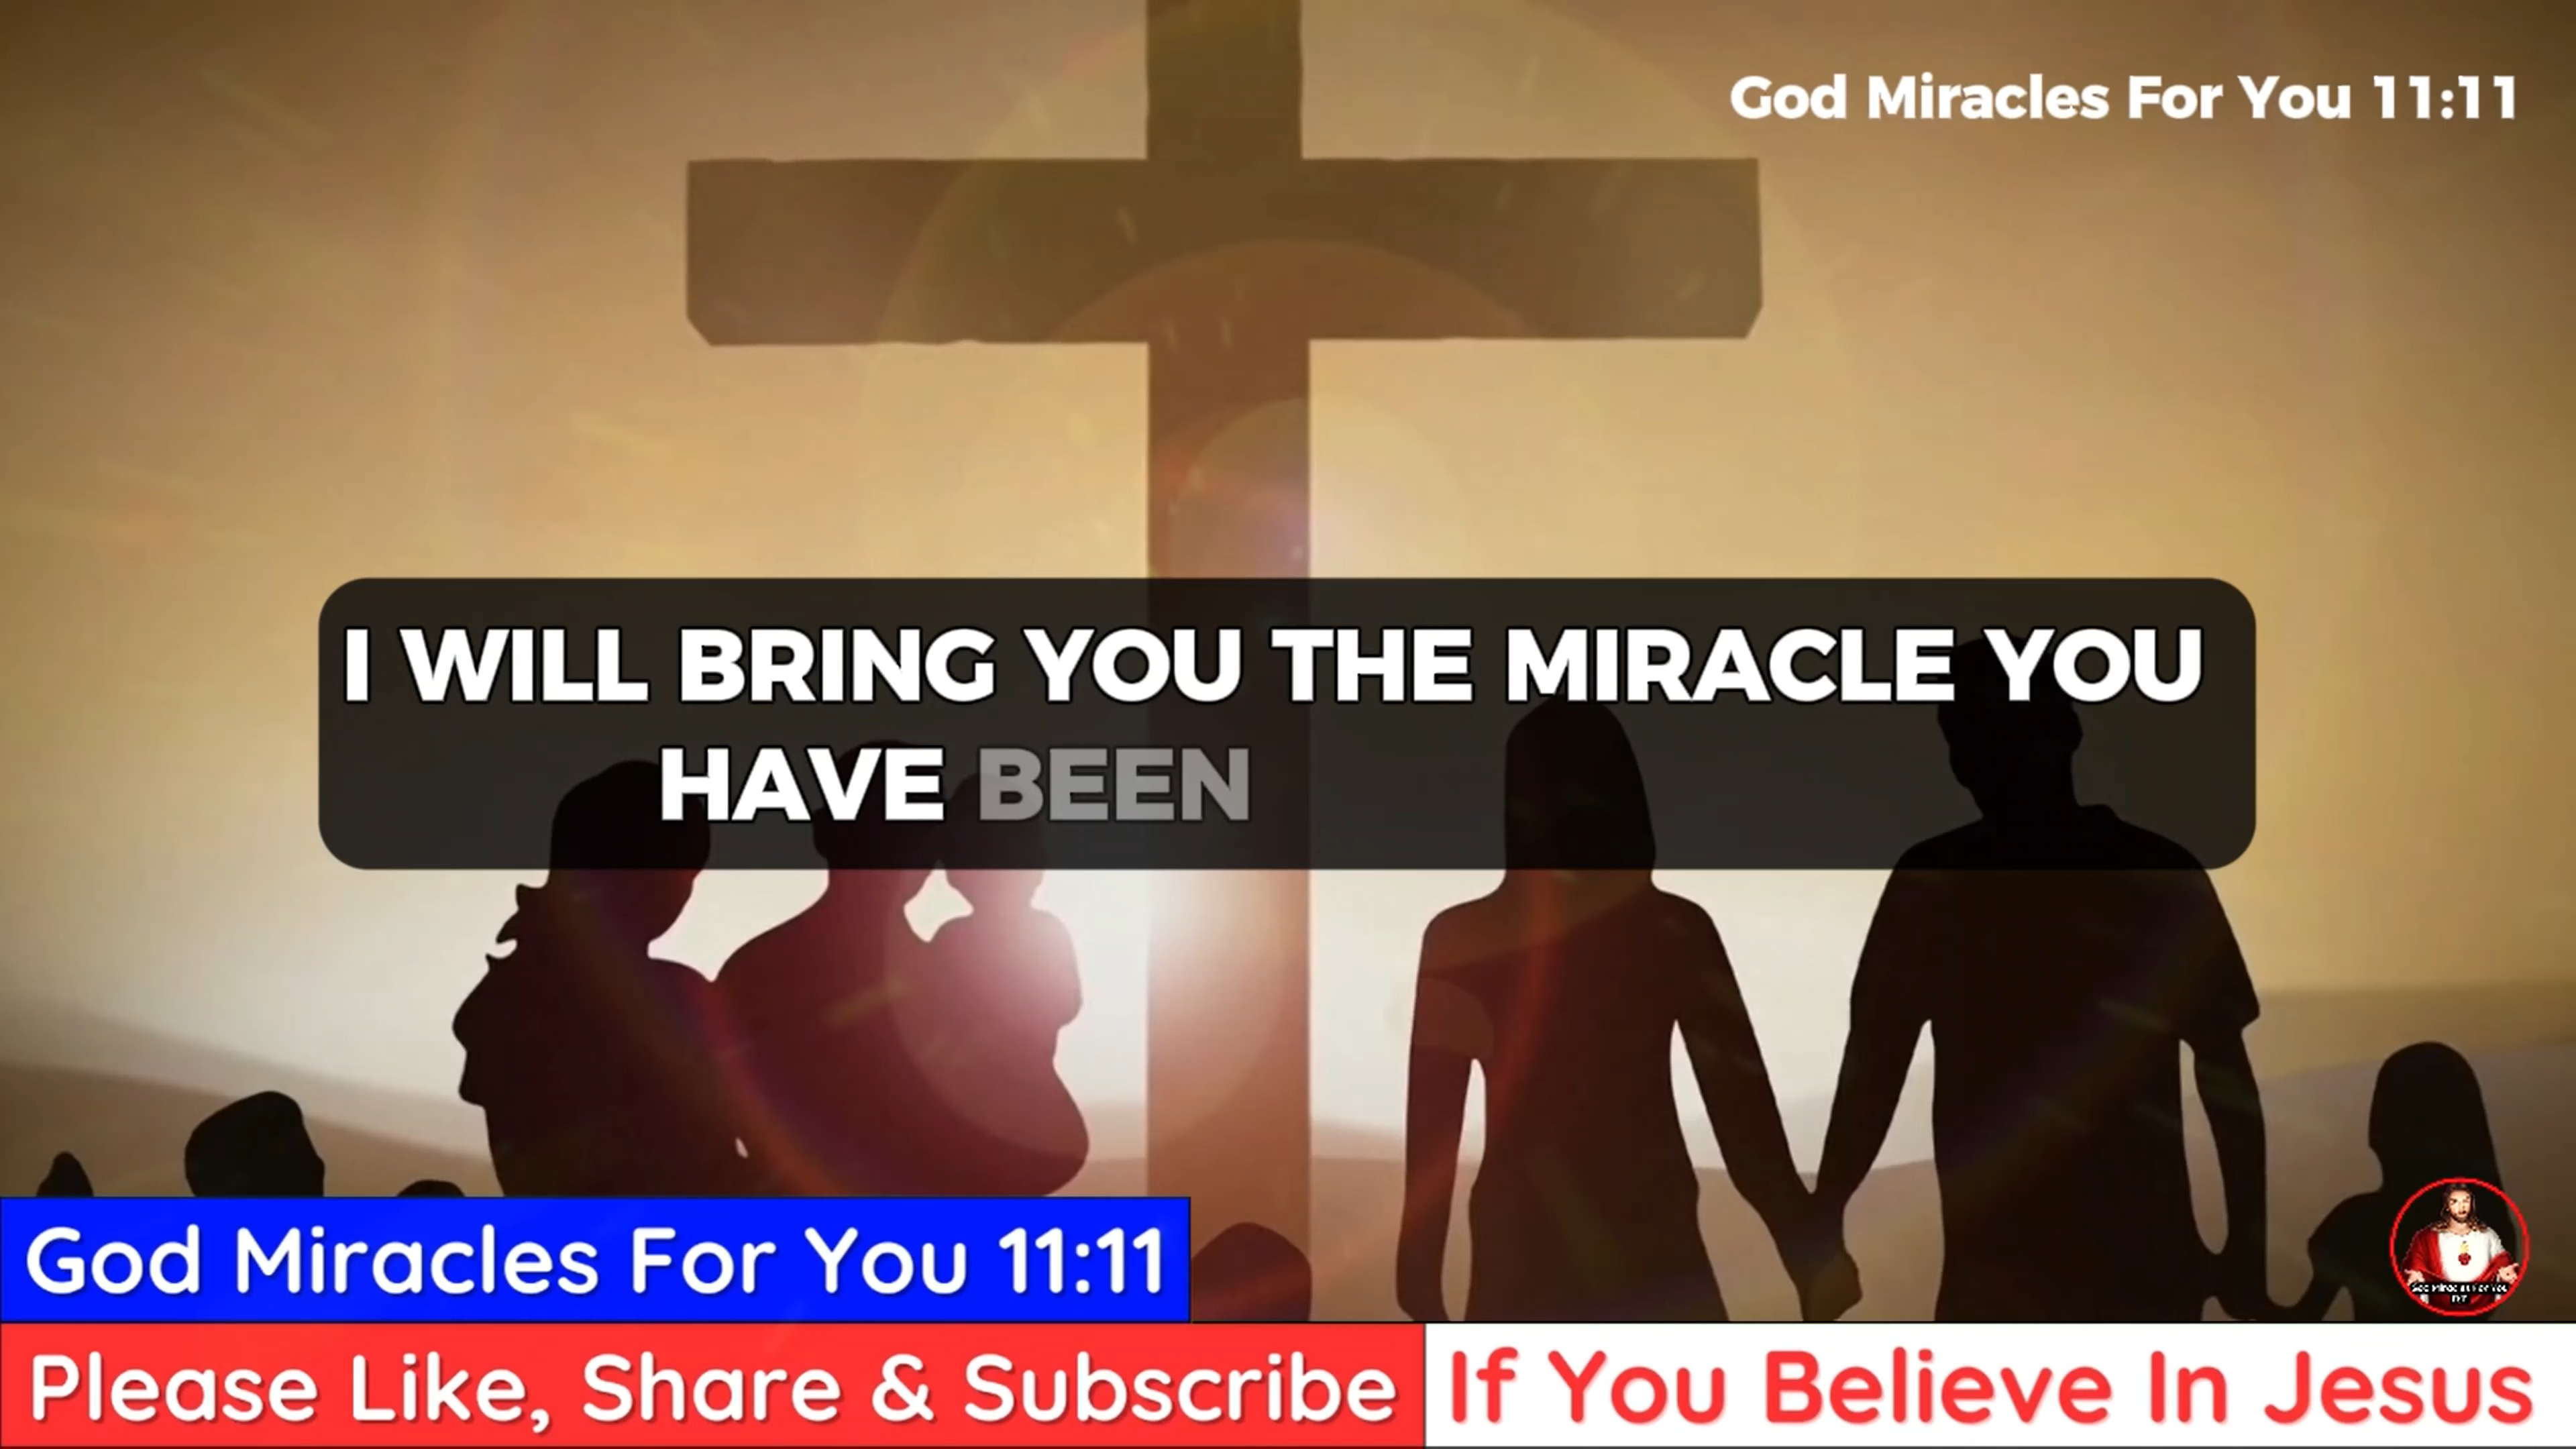 God Miracles For You 11:11
I WILL BRING YOU THE MIRACLE YOU
HAVE BEEN
God Miracles For You 11:11
Please Like, Share & Subscribe
If You Believe In Jesus